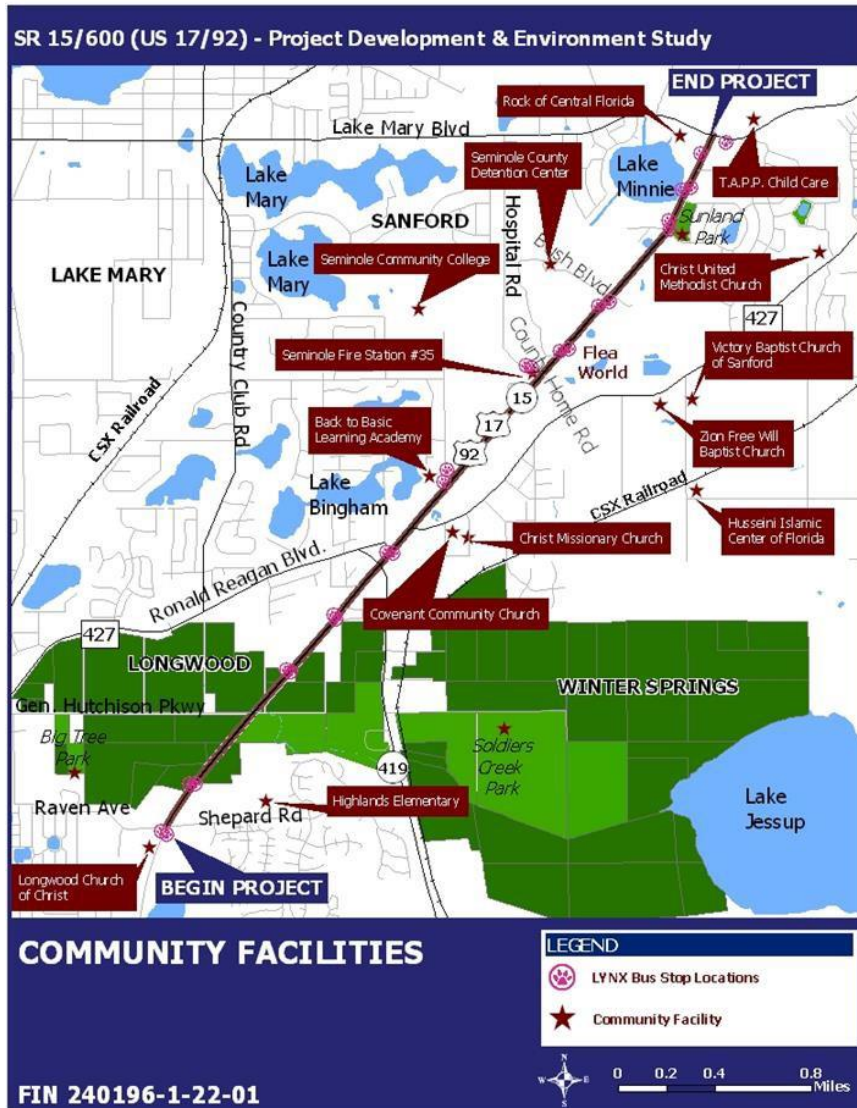 SR 15/600 (US 17/92) - Project Development & Environment Study
END PROJECT
Rock of Central Florida
Lake Mary Blvd
Lake
Minnie
T.A.P.P. Child Care
Seminole County
Detention Center
Lake
Mary
SANFORD
Hospital Rd
Sunland
Park
Bush Blvd
LAKE MARY
Lake
Mary
Seminole Community College
Christ United
Methodist Church
427
Country Club Rd
CSX Railroad
County Home Rd
Seminole Fire Station #35
Flea
World
Victory Baptist Church
of Sanford
15
17
92
Back to Basic
Learning Academy
Zion Free Will
Baptist Church
Lake
Bingham
CSX Railroad
Husseini Islamic
Center of Florida
Christ Missionary Church
Ronald Reagan Blvd.
Covenant Community Church
427
LONGWOOD
WINTER SPRINGS
Gen. Hutchison Pkwy
Big Tree
Park
Soldiers
Creek
Park
419
Raven Ave
Shepard Rd
Highlands Elementary
Lake
Jessup
Longwood Church
of Christ
BEGIN PROJECT
COMMUNITY FACILITIES
LEGEND
LYNX Bus Stop Locations
Community Facility
FIN 240196-1-22-01
N
W
E
S
0 0.2 0.4 0.8
Miles